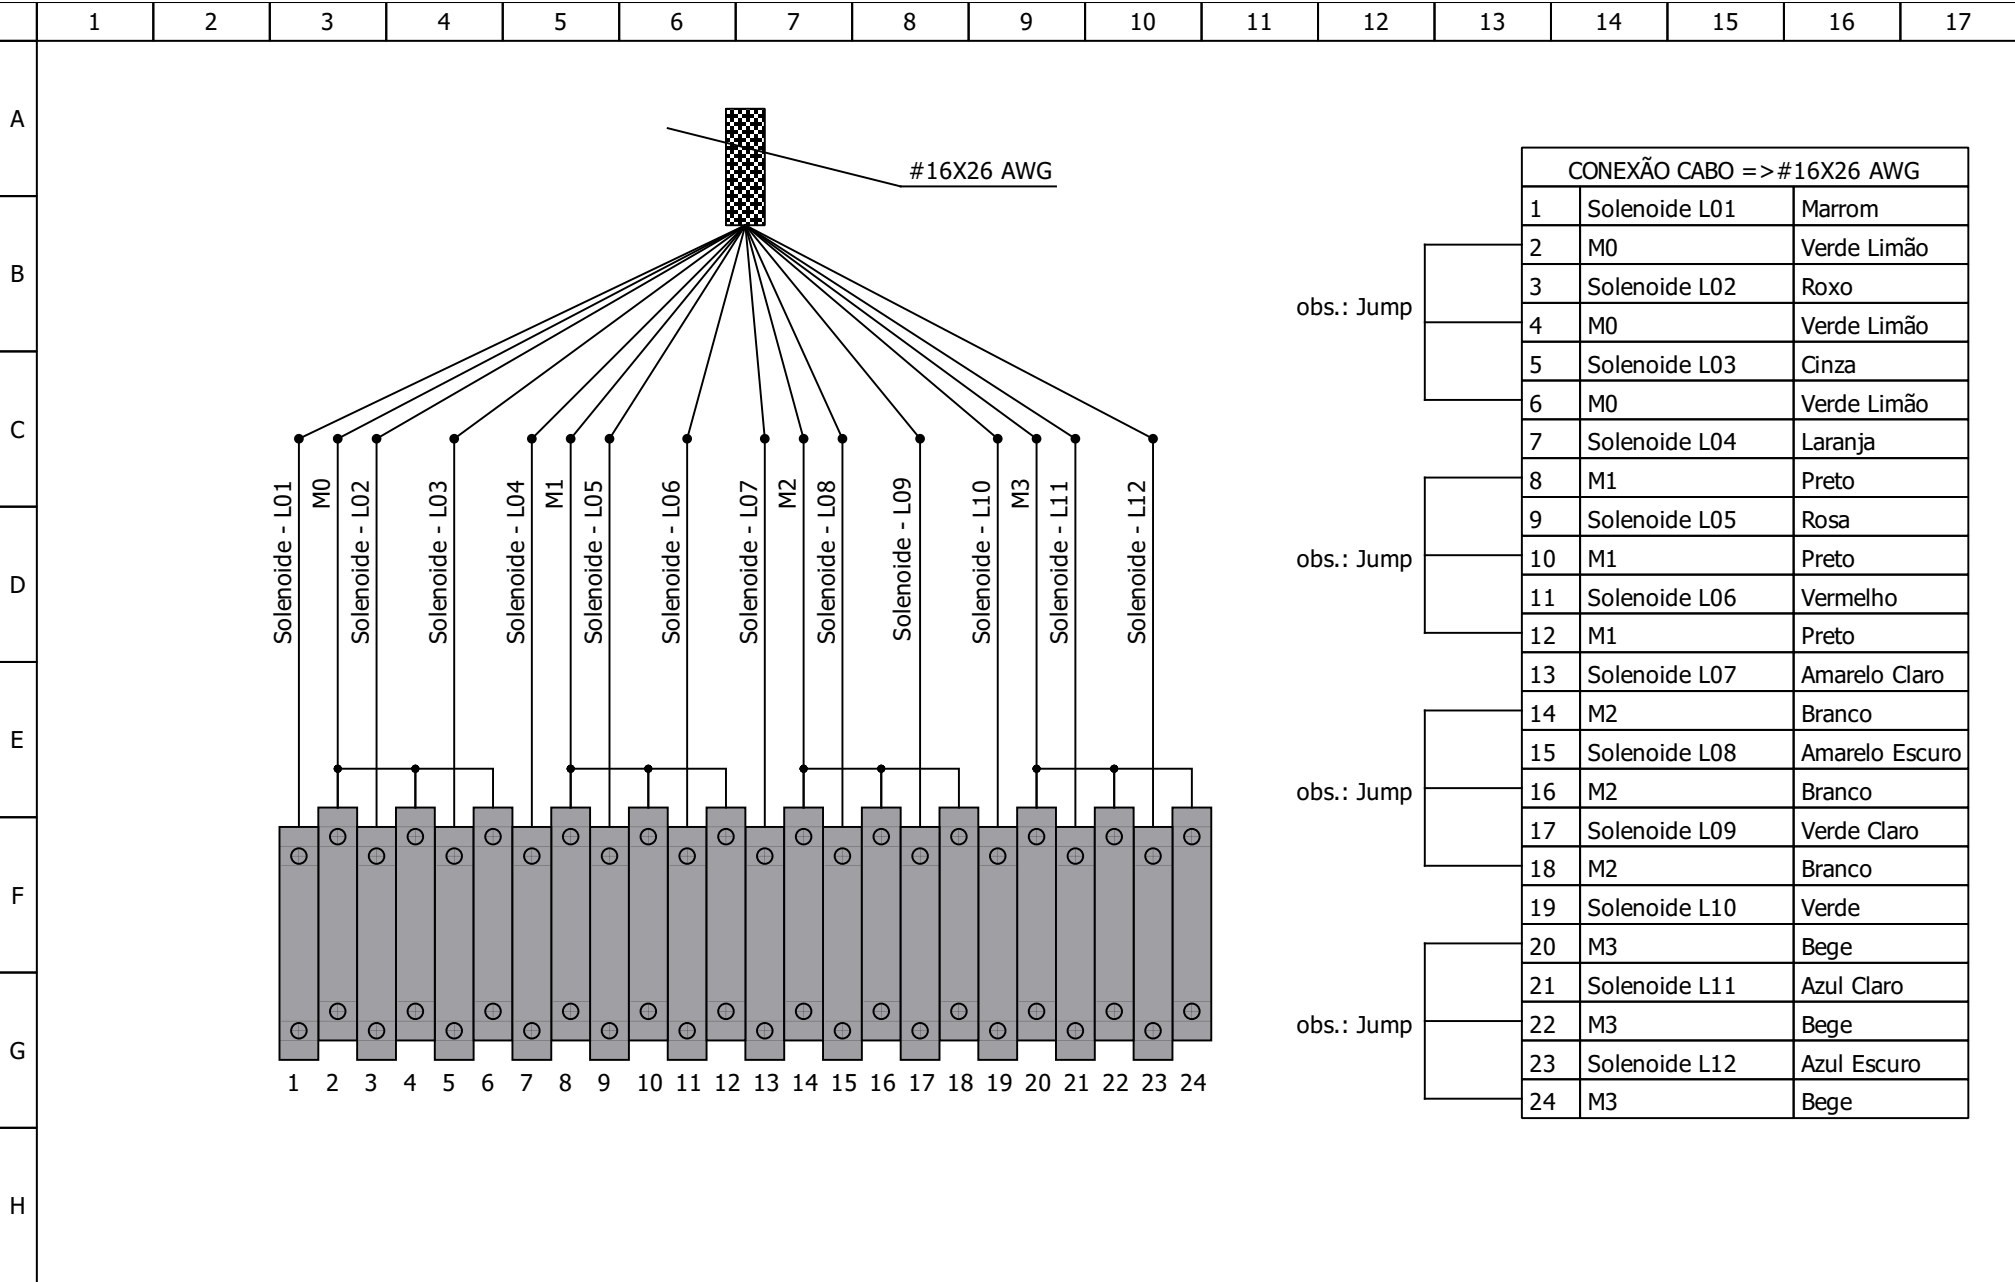 1 2 3 4 5 6 7 8 9 10 11 12 13 14 15 16 17
A
B
C
D
E
F
G
H
#16X26 AWG
Solenoide - L01
M0
Solenoide - L02
Solenoide - L03
Solenoide - L04
M1
Solenoide - L05
Solenoide - L06
Solenoide - L07
M2
Solenoide - L08
Solenoide - L09
Solenoide - L10
M3
Solenoide - L11
Solenoide - L12
1 2 3 4 5 6 7 8 9 10 11 12 13 14 15 16 17 18 19 20 21 22 23 24
obs.: Jump
obs.: Jump
obs.: Jump
obs.: Jump
CONEXÃO CABO =>#16X26 AWG
1 Solenoide L01 Marrom
2 M0 Verde Limão
3 Solenoide L02 Roxo
4 M0 Verde Limão
5 Solenoide L03 Cinza
6 M0 Verde Limão
7 Solenoide L04 Laranja
8 M1 Preto
9 Solenoide L05 Rosa
10 M1 Preto
11 Solenoide L06 Vermelho
12 M1 Preto
13 Solenoide L07 Amarelo Claro
14 M2 Branco
15 Solenoide L08 Amarelo Escuro
16 M2 Branco
17 Solenoide L09 Verde Claro
18 M2 Branco
19 Solenoide L10 Verde
20 M3 Bege
21 Solenoide L11 Azul Claro
22 M3 Bege
23 Solenoide L12 Azul Escuro
24 M3 Bege